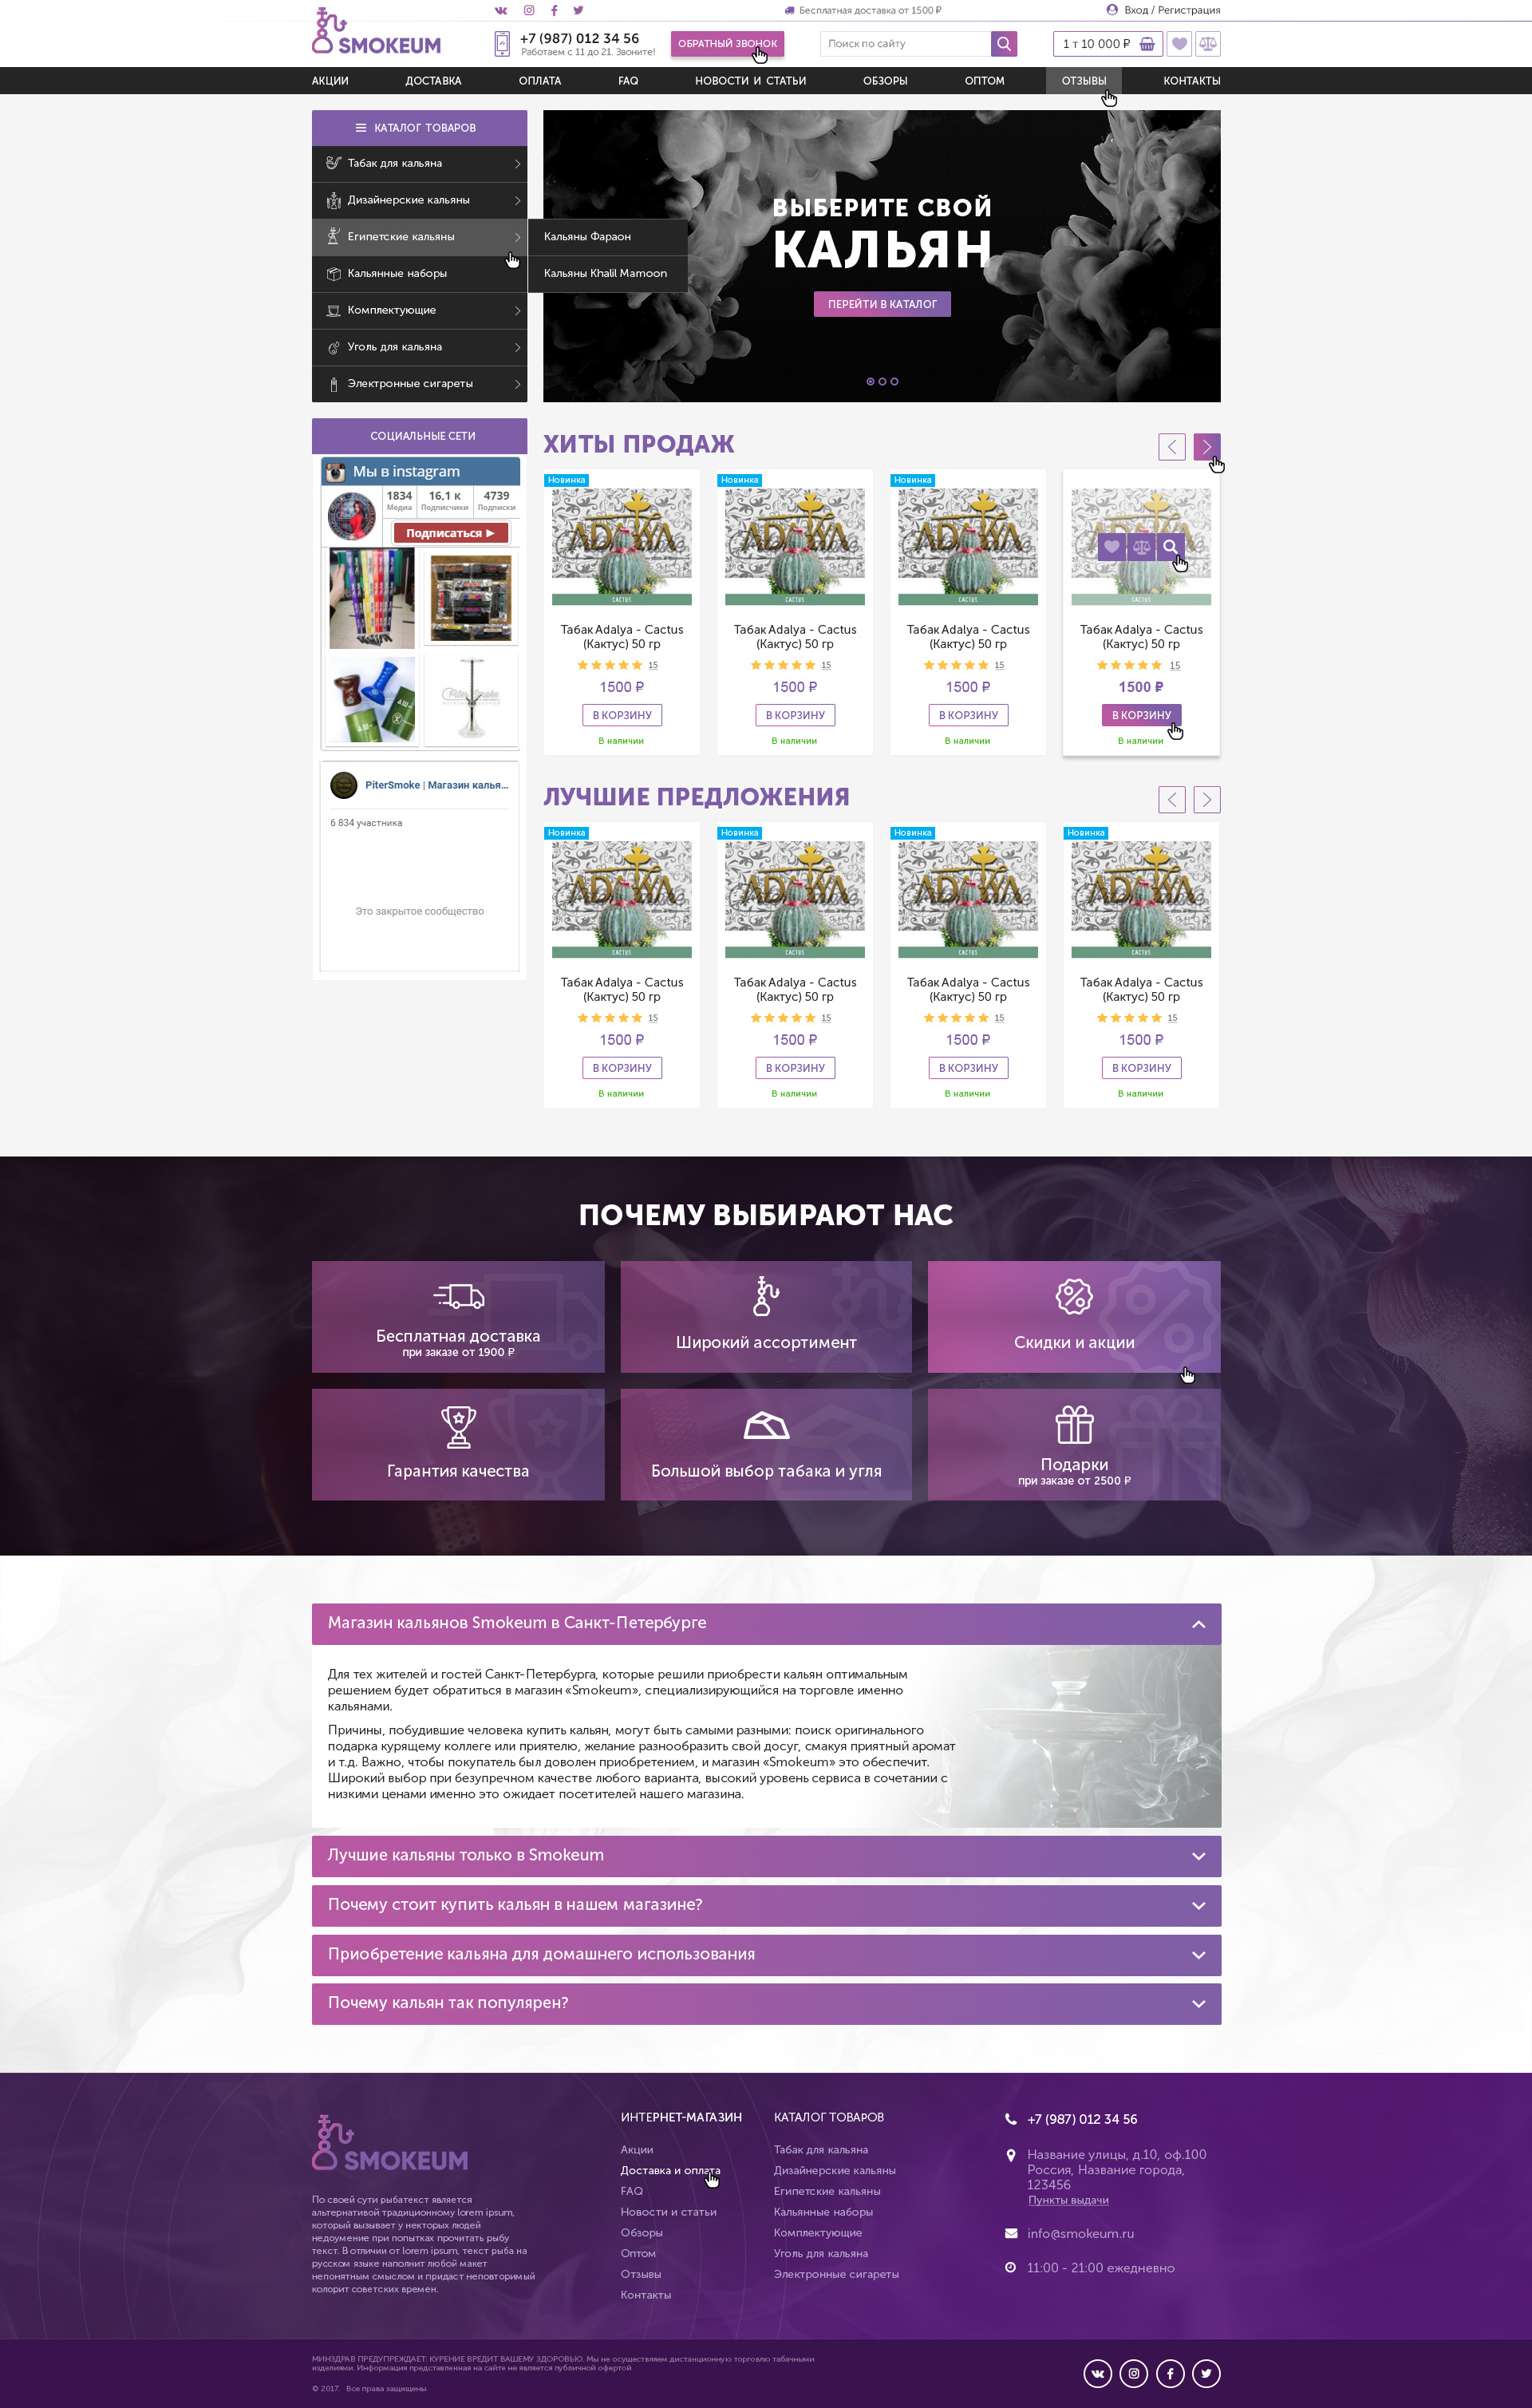 Бесплатная доставка от 1500 ₽
Вход / Регистрация
SMOKEUM
+7 (987) 012 34 56
Работаем с 11 до 21. Звоните!
ОБРАТНЫЙ ЗВОНОК
Поиск по сайту
1 т 10 000 ₽
АКЦИИ
ДОСТАВКА
ОПЛАТА
FAQ
НОВОСТИ И СТАТЬИ
ОБЗОРЫ
ОПТОМ
ОТЗЫВЫ
КОНТАКТЫ
КАТАЛОГ ТОВАРОВ
Табак для кальяна
Дизайнерские кальяны
Египетские кальяны
Кальянные наборы
Комплектующие
Уголь для кальяна
Электронные сигареты
Кальяны Фараон
Кальяны Khalil Mamoon
ВЫБЕРИТЕ СВОЙ
КАЛЬЯН
ПЕРЕЙТИ В КАТАЛОГ
СОЦИАЛЬНЫЕ СЕТИ
Мы в instagram
1834 16,1 к 4739
Медиа Подписчики Подписки
Подписаться ►
PiterSmoke | Магазин калья...
6 834 участника
Это закрытое сообщество
ХИТЫ ПРОДАЖ
Новинка Новинка Новинка
ADALYA ADALYA ADALYA ADALYA
CACTUS CACTUS CACTUS CACTUS
Табак Adalya - Cactus Табак Adalya - Cactus Табак Adalya - Cactus Табак Adalya - Cactus
(Кактус) 50 гр (Кактус) 50 гр (Кактус) 50 гр (Кактус) 50 гр
15 15 15 15
1500 ₽ 1500 ₽ 1500 ₽ 1500 ₽
В КОРЗИНУ В КОРЗИНУ В КОРЗИНУ В КОРЗИНУ
В наличии В наличии В наличии В наличии
ЛУЧШИЕ ПРЕДЛОЖЕНИЯ
Новинка Новинка Новинка Новинка
ADALYA ADALYA ADALYA ADALYA
CACTUS CACTUS CACTUS CACTUS
Табак Adalya - Cactus Табак Adalya - Cactus Табак Adalya - Cactus Табак Adalya - Cactus
(Кактус) 50 гр (Кактус) 50 гр (Кактус) 50 гр (Кактус) 50 гр
15 15 15 15
1500 ₽ 1500 ₽ 1500 ₽ 1500 ₽
В КОРЗИНУ В КОРЗИНУ В КОРЗИНУ В КОРЗИНУ
В наличии В наличии В наличии В наличии
ПОЧЕМУ ВЫБИРАЮТ НАС
Бесплатная доставка
при заказе от 1900 ₽
Широкий ассортимент
Скидки и акции
Гарантия качества
Большой выбор табака и угля
Подарки
при заказе от 2500 ₽
Магазин кальянов Smokeum в Санкт-Петербурге
Для тех жителей и гостей Санкт-Петербурга, которые решили приобрести кальян оптимальным
решением будет обратиться в магазин «Smokeum», специализирующийся на торговле именно
кальянами.
Причины, побудившие человека купить кальян, могут быть самыми разными: поиск оригинального
подарка курящему коллеге или приятелю, желание разнообразить свой досуг, смакуя приятный аромат
и т.д. Важно, чтобы покупатель был доволен приобретением, и магазин «Smokeum» это обеспечит.
Широкий выбор при безупречном качестве любого варианта, высокий уровень сервиса в сочетании с
низкими ценами именно это ожидает посетителей нашего магазина.
Лучшие кальяны только в Smokeum
Почему стоит купить кальян в нашем магазине?
Приобретение кальяна для домашнего использования
Почему кальян так популярен?
SMOKEUM
По своей сути рыбатекст является
альтернативой традиционному lorem ipsum,
который вызывает у некторых людей
недоумение при попытках прочитать рыбу
текст. В отличии от lorem ipsum, текст рыба на
русском языке наполнит любой макет
непонятным смыслом и придаст неповторимый
колорит советских времен.
ИНТЕРНЕТ-МАГАЗИН
Акции
Доставка и оплата
FAQ
Новости и статьи
Обзоры
Оптом
Отзывы
Контакты
КАТАЛОГ ТОВАРОВ
Табак для кальяна
Дизайнерские кальяны
Египетские кальяны
Кальянные наборы
Комплектующие
Уголь для кальяна
Электронные сигареты
+7 (987) 012 34 56
Название улицы, д.10, оф.100
Россия, Название города,
123456
Пункты выдачи
info@smokeum.ru
11:00 - 21:00 ежедневно
МИНЗДРАВ ПРЕДУПРЕЖДАЕТ: КУРЕНИЕ ВРЕДИТ ВАШЕМУ ЗДОРОВЬЮ. Мы не осуществляем дистанционную торговлю табачными
изделиями. Информация представленная на сайте не является публичной офертой
© 2017. Все права защищены